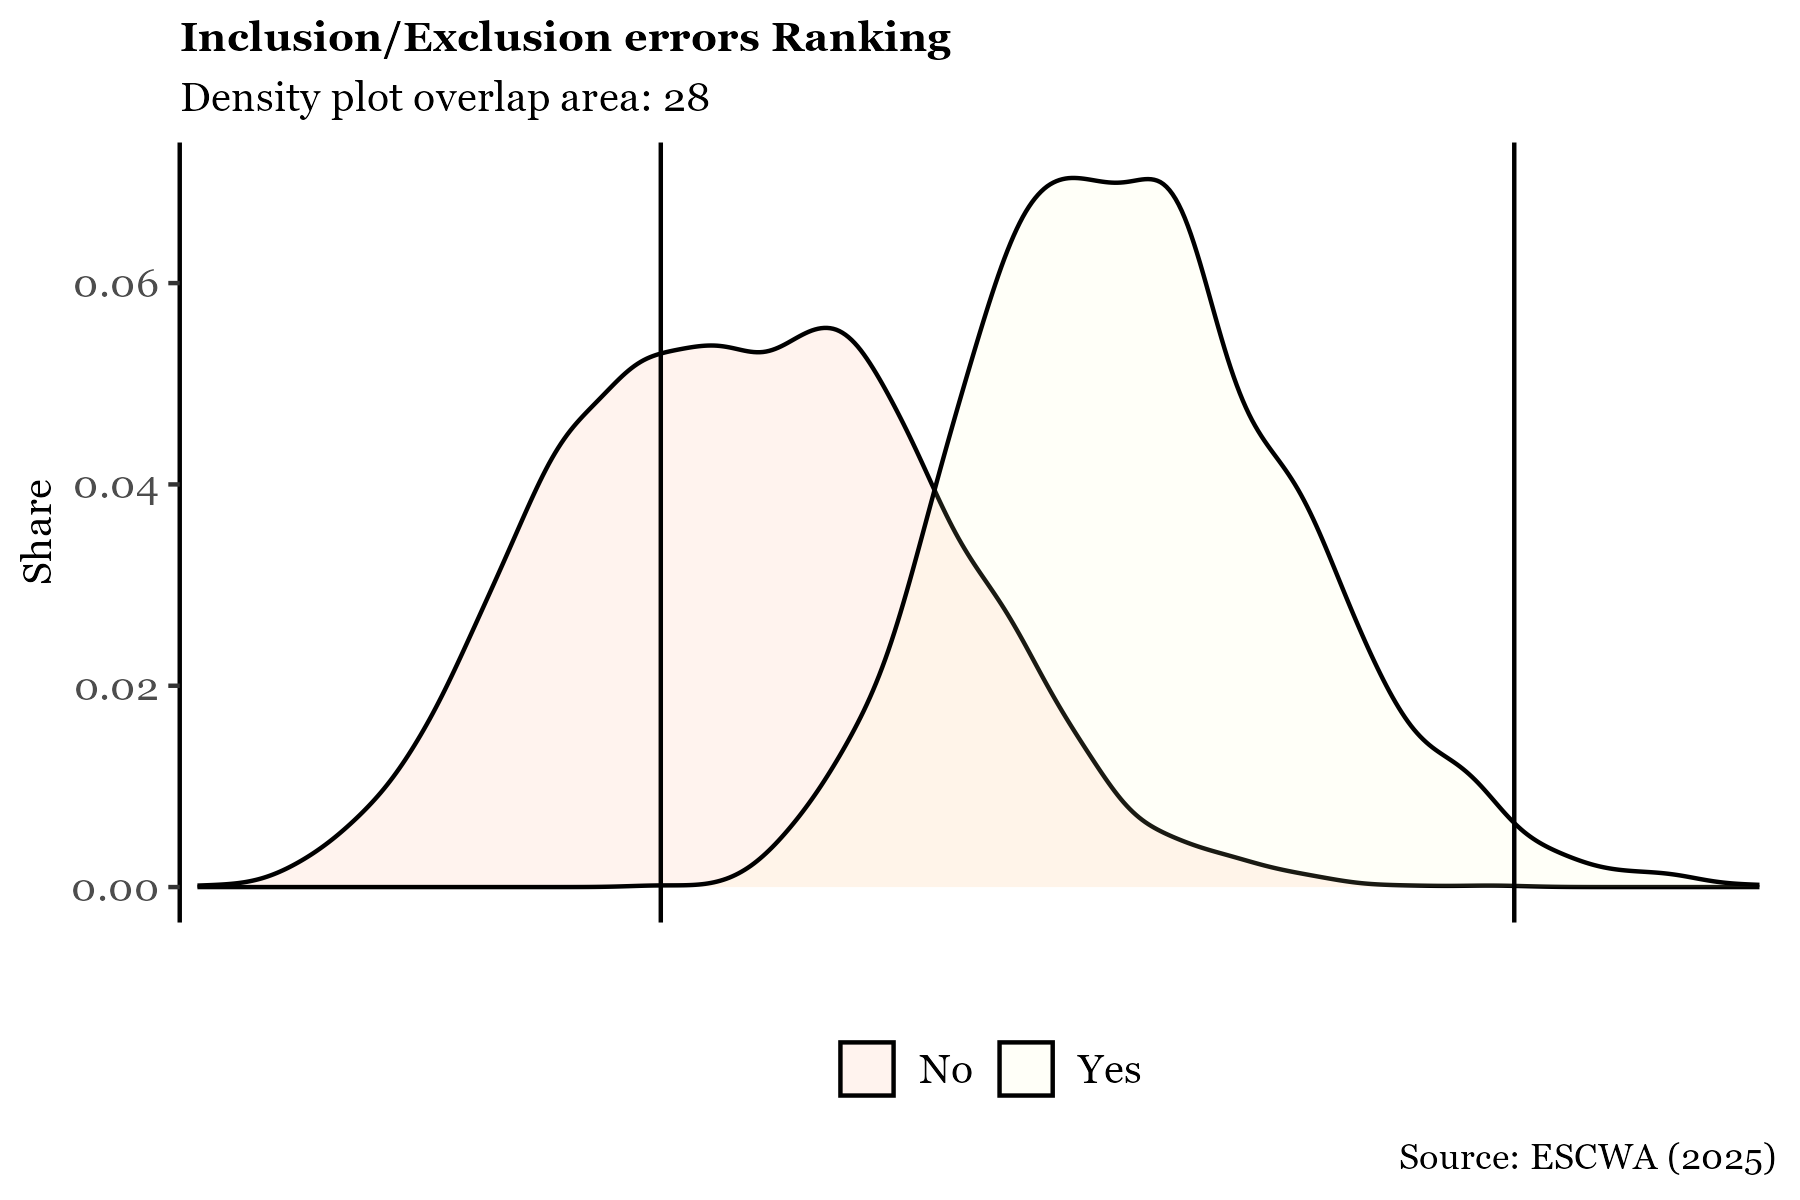 Inclusion/Exclusion errors Ranking
Density plot overlap area: 28
Share
0.06
0.04
0.02
0.00
No
Yes
Source: ESCWA (2025)